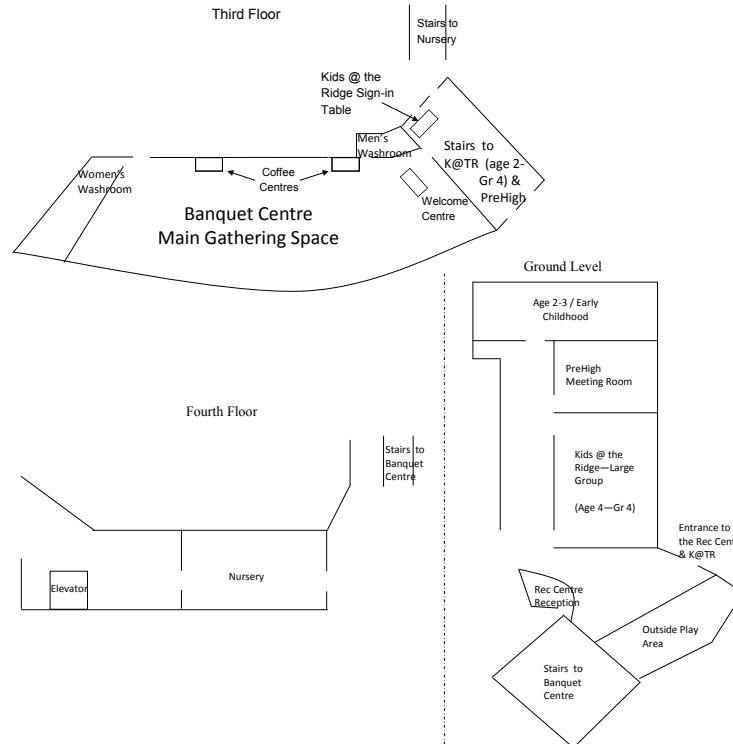 Third Floor
Stairs to
Nursery
Kids @ the
Ridge Sign-in
Table
Men's
Washroom
Stairs to
K@TR (age 2-
Gr 4) &
PreHigh
Women's
Washroom
Coffee
Centres
Welcome
Centre
Banquet Centre
Main Gathering Space
Ground Level
Age 2-3 / Early
Childhood
PreHigh
Meeting Room
Kids @ the
Ridge—Large
Group
(Age 4—Gr 4)
Entrance to
the Rec Cent
& K@TR
Rec Centre
Reception
Outside Play
Area
Stairs to
Banquet
Centre
Fourth Floor
Stairs to
Banquet
Centre
Elevator
Nursery